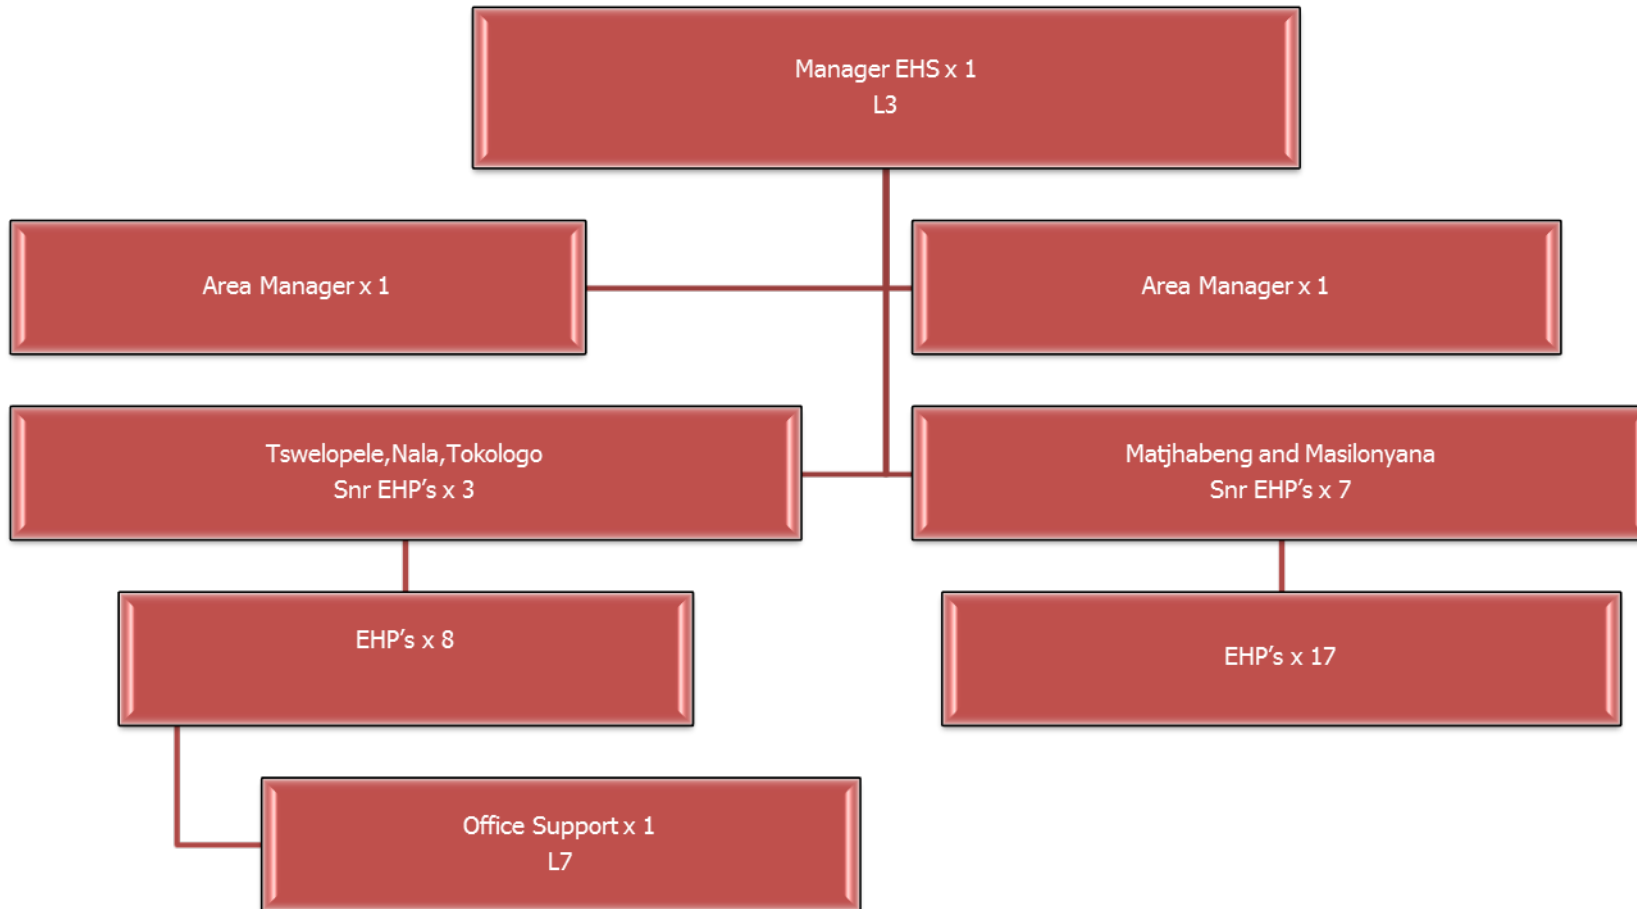 Manager EHS x 1
L3
Area Manager x 1
Area Manager x 1
Tswelopele,Nala,Tokologo
Snr EHP’s x 3
Matjhabeng and Masilonyana
Snr EHP’s x 7
EHP’s x 8
EHP’s x 17
Office Support x 1
L7